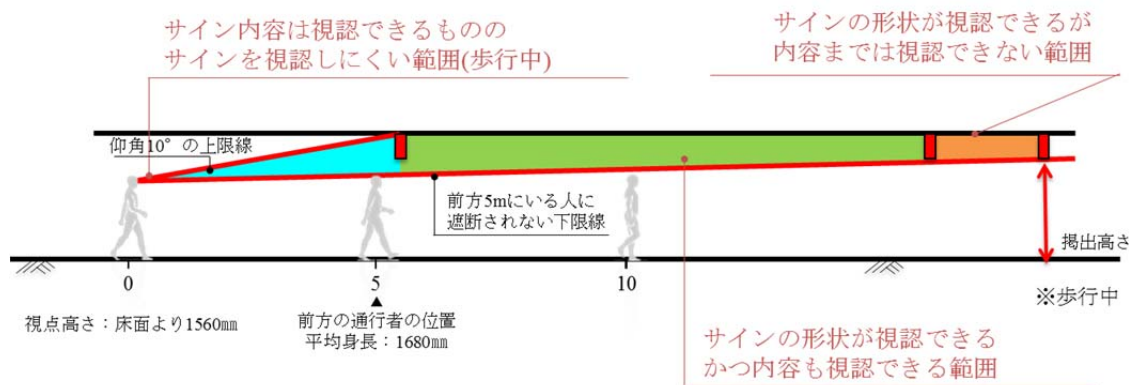 サイン内容は視認できるものの
サインを視認しにくい範囲(歩行中)
サインの形状が視認できるが
内容までは視認できない範囲
仰角10°の上限線
前方5mにいる人に
遮断されない下限線
掲出高さ
0
5
10
※歩行中
視点高さ：床面より1560㎜
前方の通行者の位置
平均身長：1680㎜
サインの形状が視認できる
かつ内容も視認できる範囲